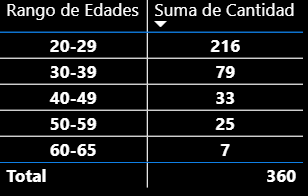 Rango de Edades Suma de Cantidad
20-29 216
30-39 79
40-49 33
50-59 25
60-65 7
Total 360